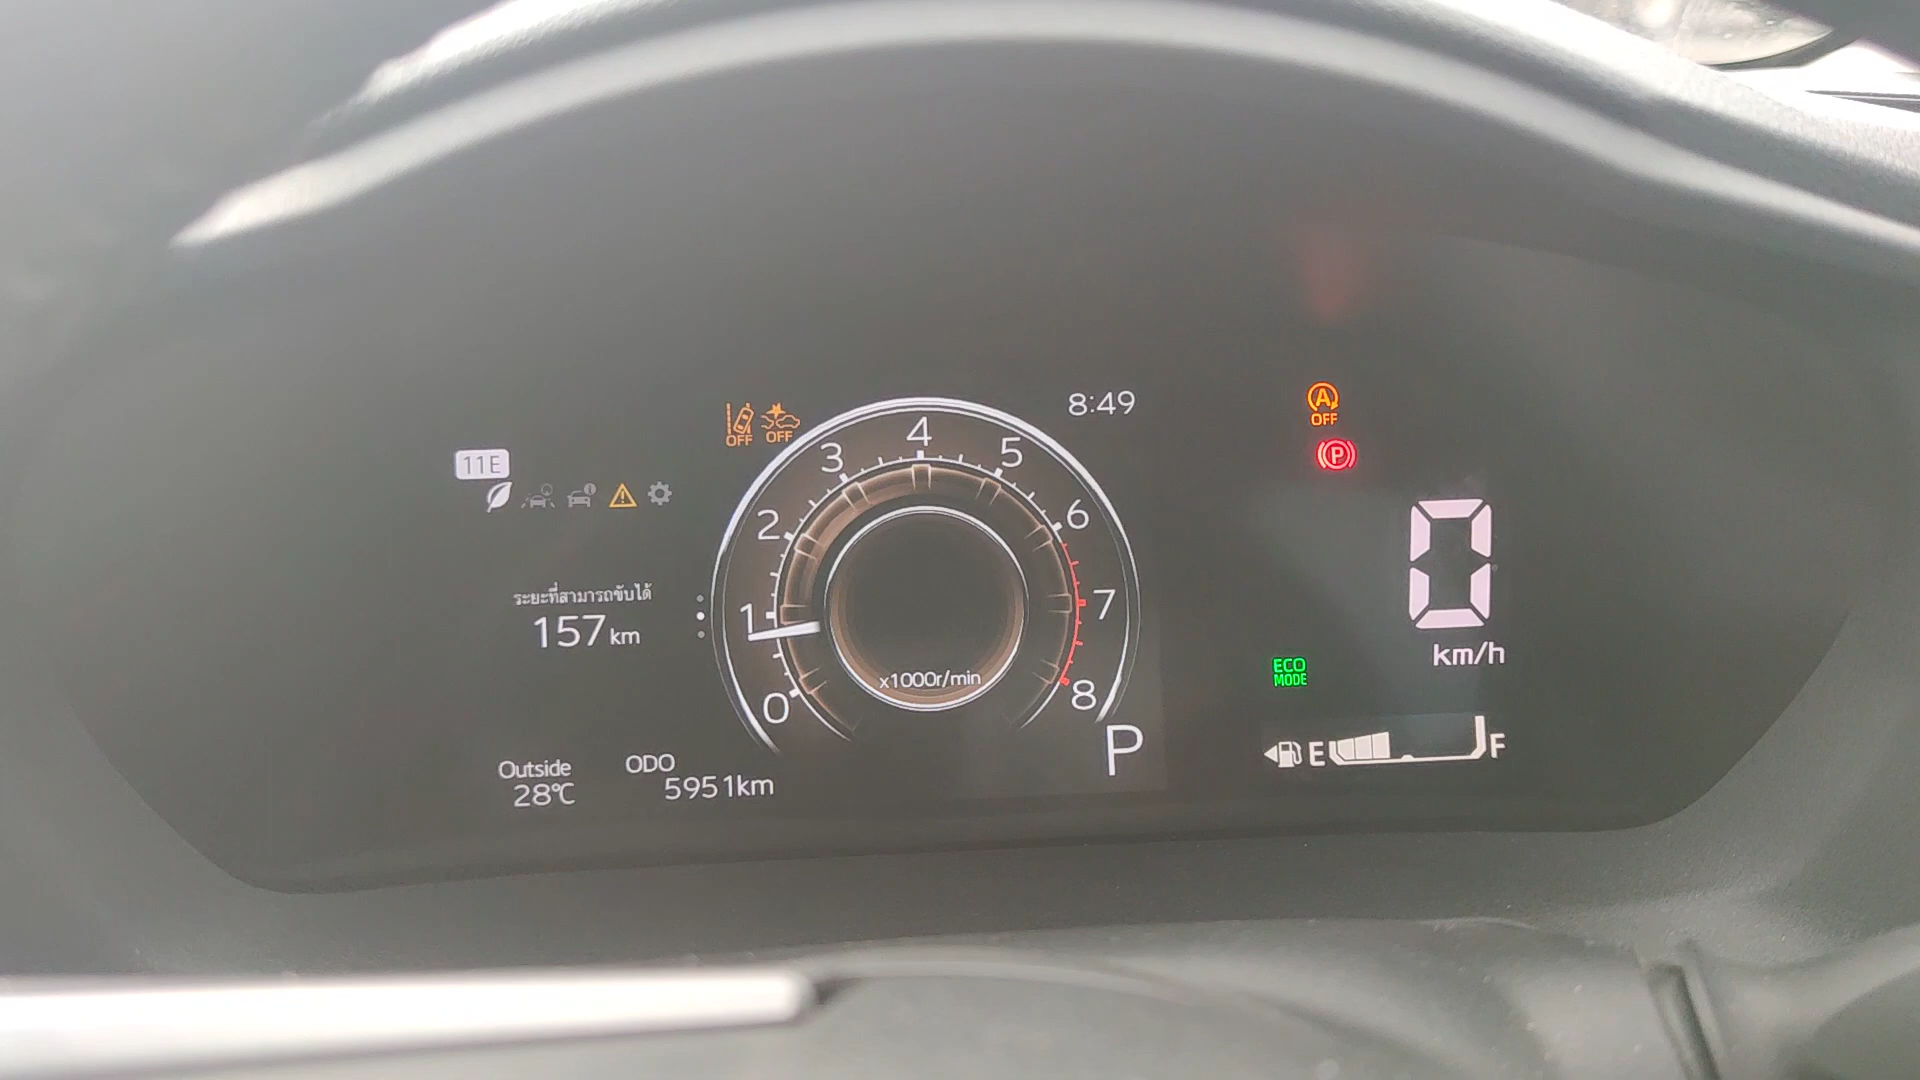 8:49
A
OFF
OFF
OFF
P
11E
ระยะที่สามารถขับได้
157km
0
1
2
3
4
5
6
7
8
x1000r/min
P
Outside
28℃
ODO
5951km
0
km/h
ECO
MODE
E
F